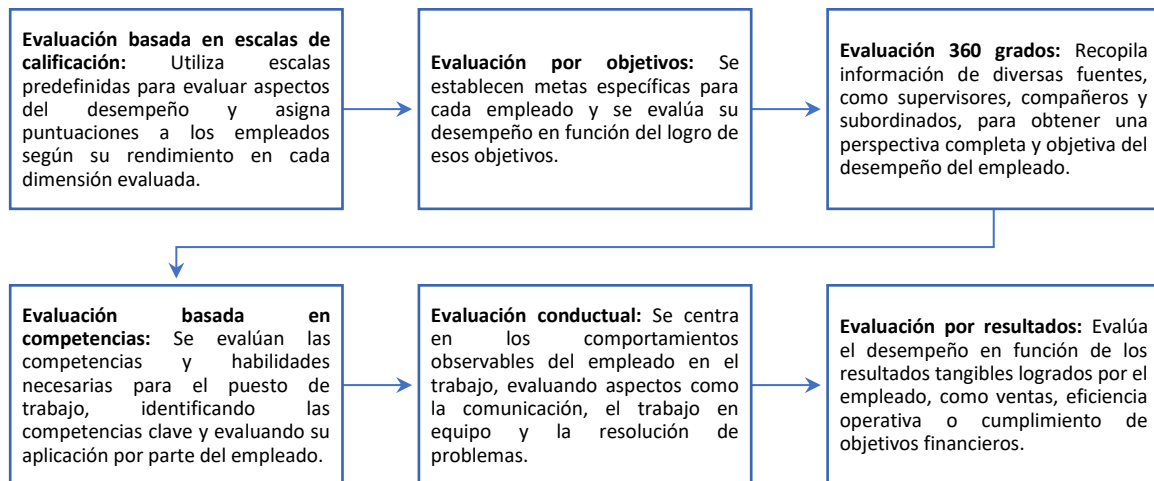 Evaluación basada en escalas de
calificación: Utiliza escalas
predefinidas para evaluar aspectos
del desempeño y asigna
puntuaciones a los empleados
según su rendimiento en cada
dimensión evaluada.
Evaluación por objetivos: Se
establecen metas específicas para
cada empleado y se evalúa su
desempeño en función del logro de
esos objetivos.
Evaluación 360 grados: Recopila
información de diversas fuentes,
como supervisores, compañeros y
subordinados, para obtener una
perspectiva completa y objetiva del
desempeño del empleado.
Evaluación basada en
competencias: Se evalúan las
competencias y habilidades
necesarias para el puesto de
trabajo, identificando las
competencias clave y evaluando su
aplicación por parte del empleado.
Evaluación conductual: Se centra
en los comportamientos
observables del empleado en el
trabajo, evaluando aspectos como
la comunicación, el trabajo en
equipo y la resolución de
problemas.
Evaluación por resultados: Evalúa
el desempeño en función de los
resultados tangibles logrados por el
empleado, como ventas, eficiencia
operativa o cumplimiento de
objetivos financieros.